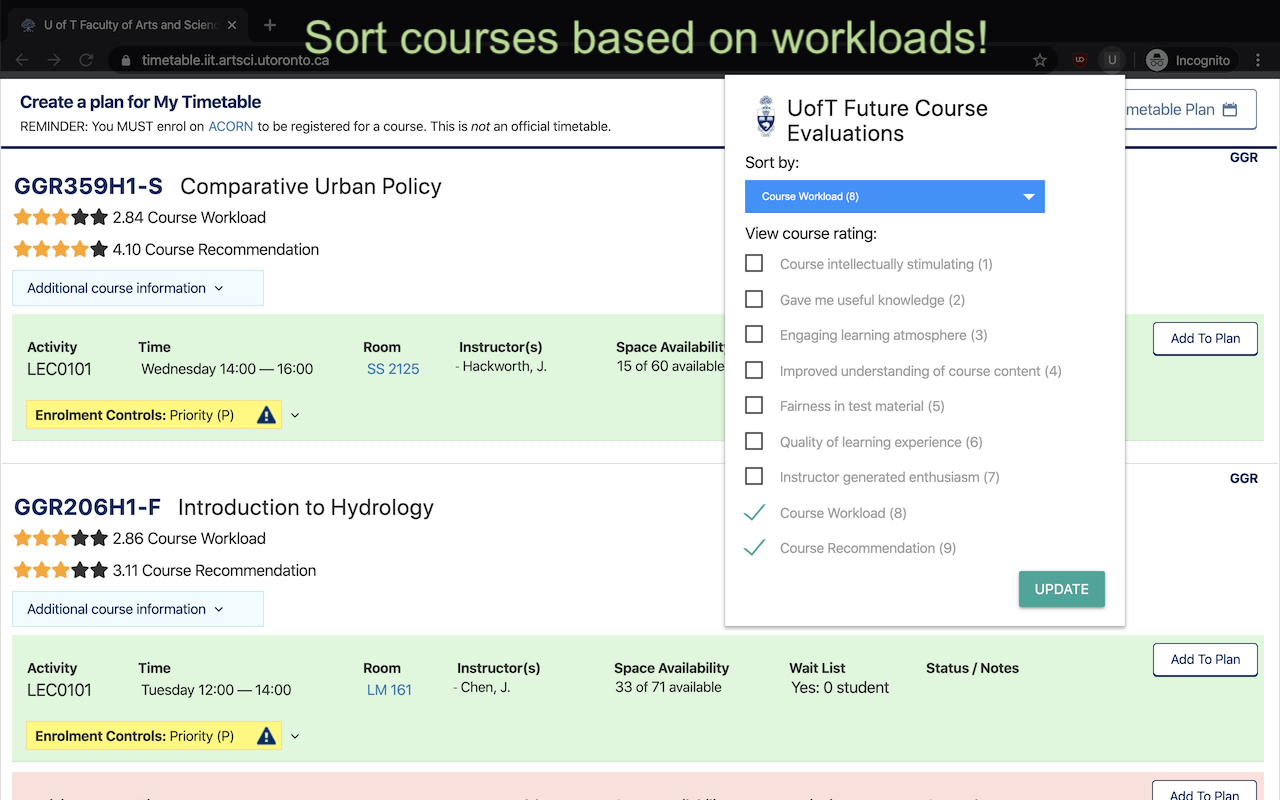 U of T Faculty of Arts and Scienc
Sort courses based on workloads!
timetable.iit.artsci.utoronto.ca
U
Incognito
Create a plan for My Timetable
REMINDER: You MUST enrol on ACORN to be registered for a course. This is not an official timetable.
metable Plan
GGR
GGR359H1-S Comparative Urban Policy
2.84 Course Workload
4.10 Course Recommendation
Additional course information
Activity Time Room Instructor(s) Space Availabilit
LEC0101 Wednesday 14:00 — 16:00 SS 2125 - Hackworth, J. 15 of 60 available
Add To Plan
Enrolment Controls: Priority (P)
UofT Future Course
Evaluations
Sort by:
Course Workload (8)
View course rating:
Course intellectually stimulating (1)
Gave me useful knowledge (2)
Engaging learning atmosphere (3)
Improved understanding of course content (4)
Fairness in test material (5)
Quality of learning experience (6)
Instructor generated enthusiasm (7)
Course Workload (8)
Course Recommendation (9)
UPDATE
GGR
GGR206H1-F Introduction to Hydrology
2.86 Course Workload
3.11 Course Recommendation
Additional course information
Activity Time Room Instructor(s) Space Availability Wait List Status / Notes
LEC0101 Tuesday 12:00 — 14:00 LM 161 - Chen, J. 33 of 71 available Yes: 0 student
Add To Plan
Enrolment Controls: Priority (P)
Add To Plan